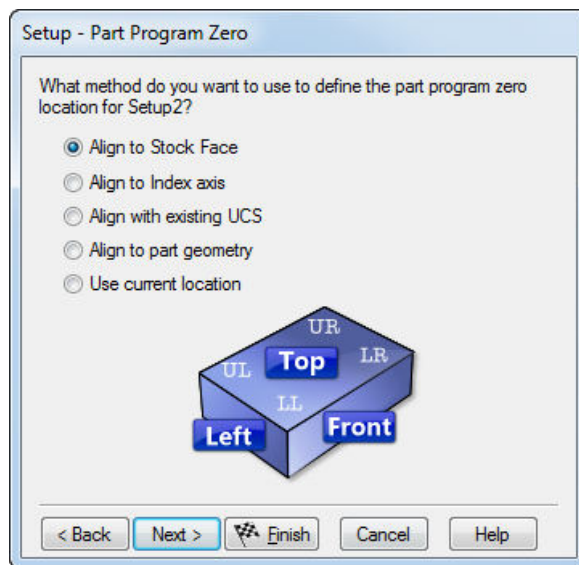 Setup - Part Program Zero
What method do you want to use to define the part program zero
location for Setup2?
Align to Stock Face
Align to Index axis
Align with existing UCS
Align to part geometry
Use current location
UR
UL Top LR
LL
Left Front
< Back Next > Finish Cancel Help